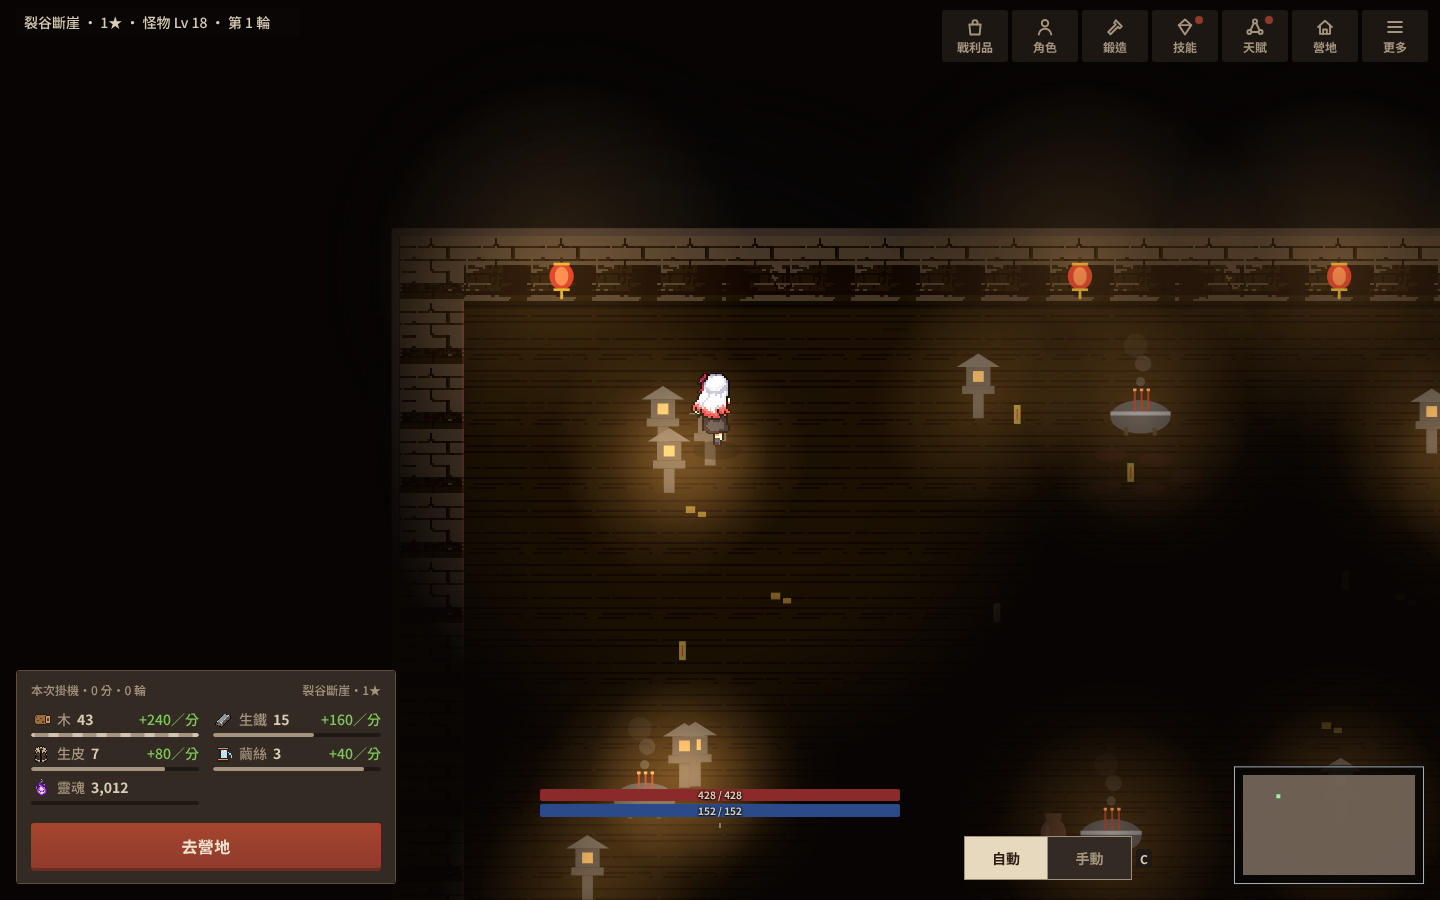 裂谷斷崖 • 1★ • 怪物 Lv 18 • 第 1 輪
戰利品
角色
鍛造
技能
天賦
營地
更多
本次掛機•0 分•0 輪
裂谷斷崖•1★
木 43 +240／分
生鐵 15 +160／分
生皮 7 +80／分
繭絲 3 +40／分
靈魂 3,012
去營地
428 / 428
152 / 152
自動
手動
C